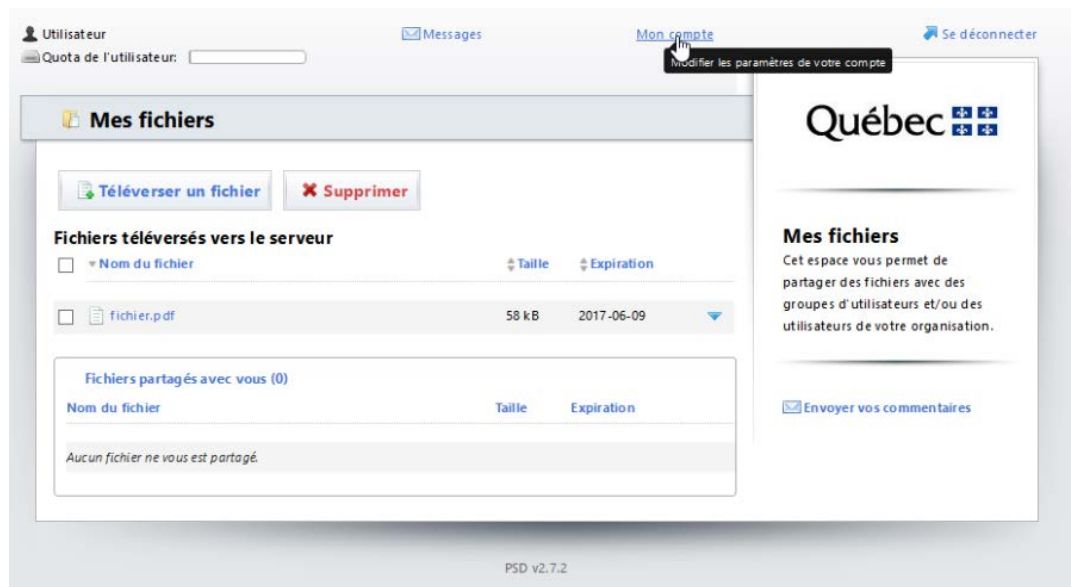 Utilisateur
Messages
Mon compte
Se déconnecter
Quota de l'utilisateur:
Modifier les paramètres de votre compte
Mes fichiers
Québec
Téléverser un fichier
Supprimer
Fichiers téléversés vers le serveur
Nom du fichier
Taille
Expiration
fichier.pdf
58 kB
2017-06-09
Fichiers partagés avec vous (0)
Nom du fichier
Taille
Expiration
Aucun fichier ne vous est partagé.
Mes fichiers
Cet espace vous permet de
partager des fichiers avec des
groupes d'utilisateurs et/ou des
utilisateurs de votre organisation.
Envoyer vos commentaires
PSD v2.7.2